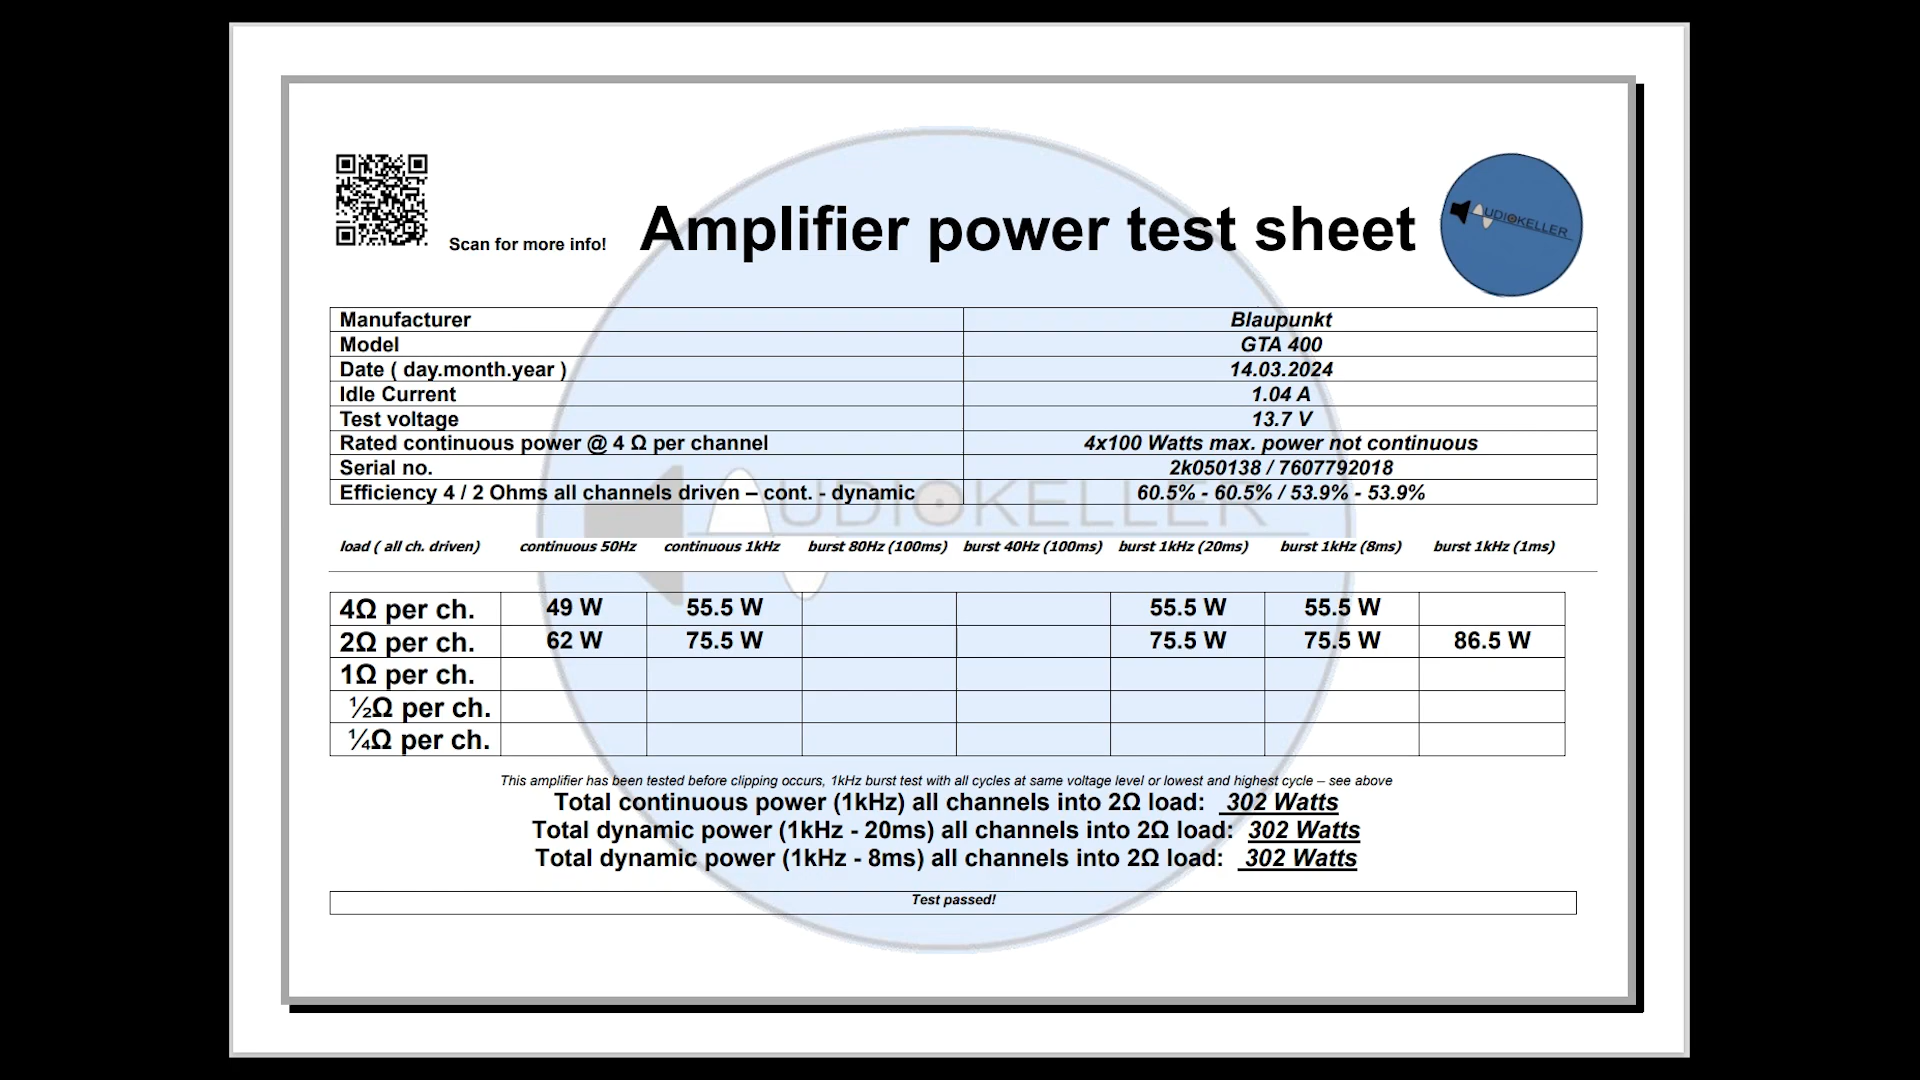 Scan for more info!
Amplifier power test sheet
AUDIOKELLER
Manufacturer Blaupunkt
Model GTA 400
Date ( day.month.year ) 14.03.2024
Idle Current 1.04 A
Test voltage 13.7 V
Rated continuous power @ 4 Ω per channel 4x100 Watts max. power not continuous
Serial no. 2k050138 / 7607792018
Efficiency 4 / 2 Ohms all channels driven – cont. - dynamic 60.5% - 60.5% / 53.9% - 53.9%
AUDIOKELLER
load ( all ch. driven) continuous 50Hz continuous 1kHz burst 80Hz (100ms) burst 40Hz (100ms) burst 1kHz (20ms) burst 1kHz (8ms) burst 1kHz (1ms)
4Ω per ch. 49 W 55.5 W 55.5 W 55.5 W
2Ω per ch. 62 W 75.5 W 75.5 W 75.5 W 86.5 W
1Ω per ch.
½Ω per ch.
¼Ω per ch.
This amplifier has been tested before clipping occurs, 1kHz burst test with all cycles at same voltage level or lowest and highest cycle – see above
Total continuous power (1kHz) all channels into 2Ω load: 302 Watts
Total dynamic power (1kHz - 20ms) all channels into 2Ω load: 302 Watts
Total dynamic power (1kHz - 8ms) all channels into 2Ω load: 302 Watts
Test passed!